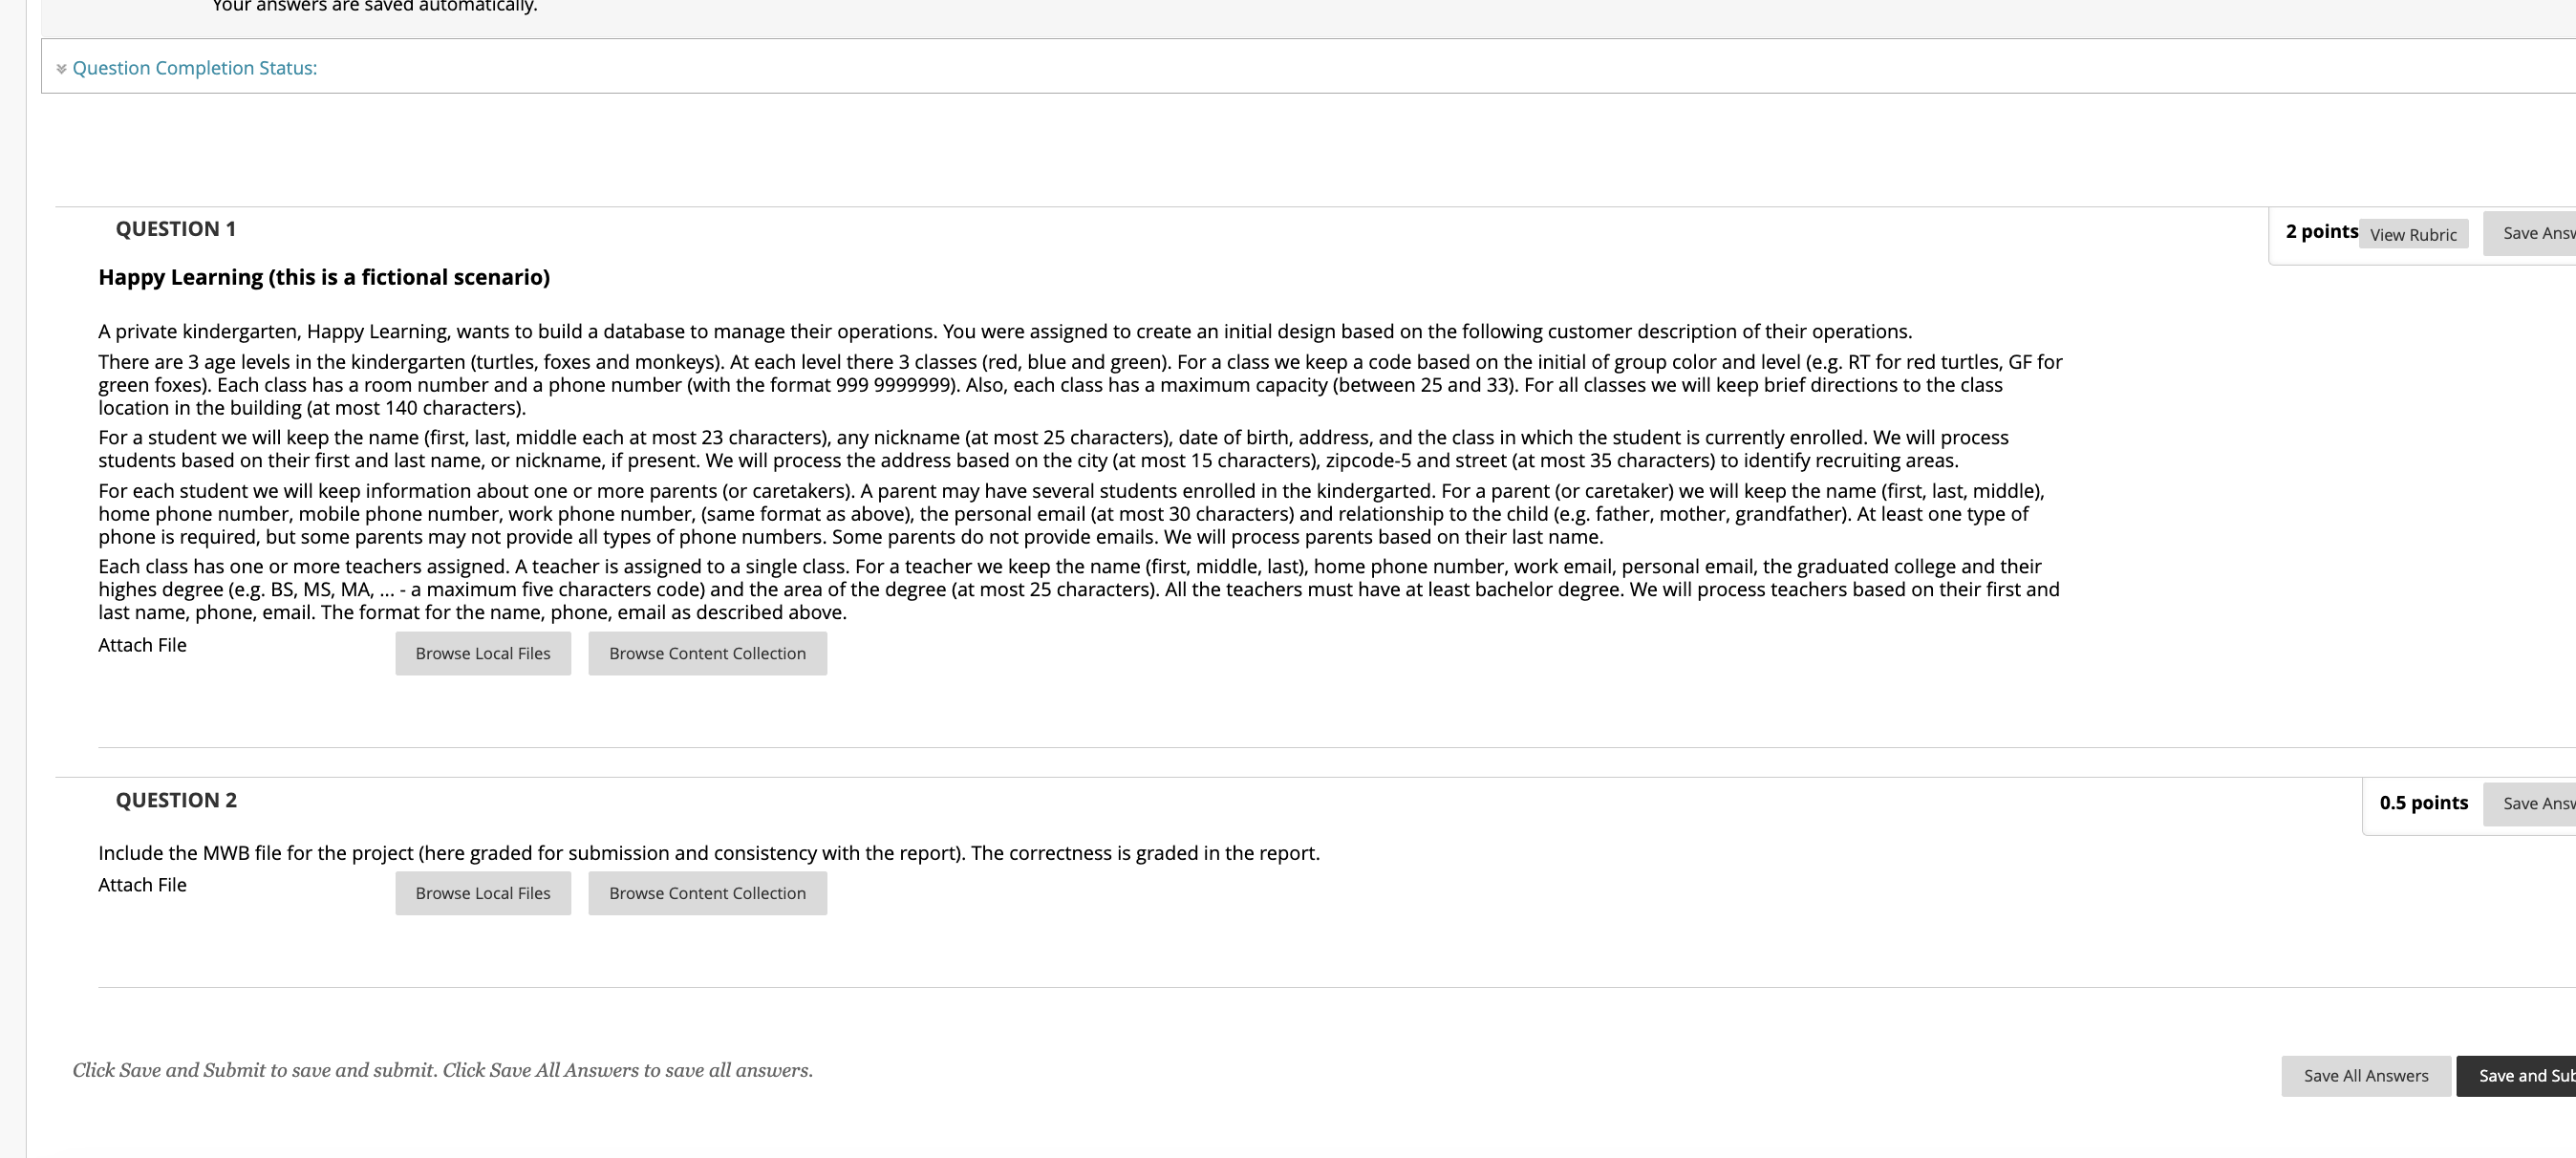 Your answers are saved automatically.
Question Completion Status:
QUESTION 1
2 points
View Rubric
Save Answ
Happy Learning (this is a fictional scenario)
A private kindergarten, Happy Learning, wants to build a database to manage their operations. You were assigned to create an initial design based on the following customer description of their operations.
There are 3 age levels in the kindergarten (turtles, foxes and monkeys). At each level there 3 classes (red, blue and green). For a class we keep a code based on the initial of group color and level (e.g. RT for red turtles, GF for
green foxes). Each class has a room number and a phone number (with the format 999 9999999). Also, each class has a maximum capacity (between 25 and 33). For all classes we will keep brief directions to the class
location in the building (at most 140 characters).
For a student we will keep the name (first, last, middle each at most 23 characters), any nickname (at most 25 characters), date of birth, address, and the class in which the student is currently enrolled. We will process
students based on their first and last name, or nickname, if present. We will process the address based on the city (at most 15 characters), zipcode-5 and street (at most 35 characters) to identify recruiting areas.
For each student we will keep information about one or more parents (or caretakers). A parent may have several students enrolled in the kindergarted. For a parent (or caretaker) we will keep the name (first, last, middle),
home phone number, mobile phone number, work phone number, (same format as above), the personal email (at most 30 characters) and relationship to the child (e.g. father, mother, grandfather). At least one type of
phone is required, but some parents may not provide all types of phone numbers. Some parents do not provide emails. We will process parents based on their last name.
Each class has one or more teachers assigned. A teacher is assigned to a single class. For a teacher we keep the name (first, middle, last), home phone number, work email, personal email, the graduated college and their
highes degree (e.g. BS, MS, MA, ... - a maximum five characters code) and the area of the degree (at most 25 characters). All the teachers must have at least bachelor degree. We will process teachers based on their first and
last name, phone, email. The format for the name, phone, email as described above.
Attach File
Browse Local Files
Browse Content Collection
QUESTION 2
0.5 points
Save Answ
Include the MWB file for the project (here graded for submission and consistency with the report). The correctness is graded in the report.
Attach File
Browse Local Files
Browse Content Collection
Click Save and Submit to save and submit. Click Save All Answers to save all answers.
Save All Answers
Save and Sub